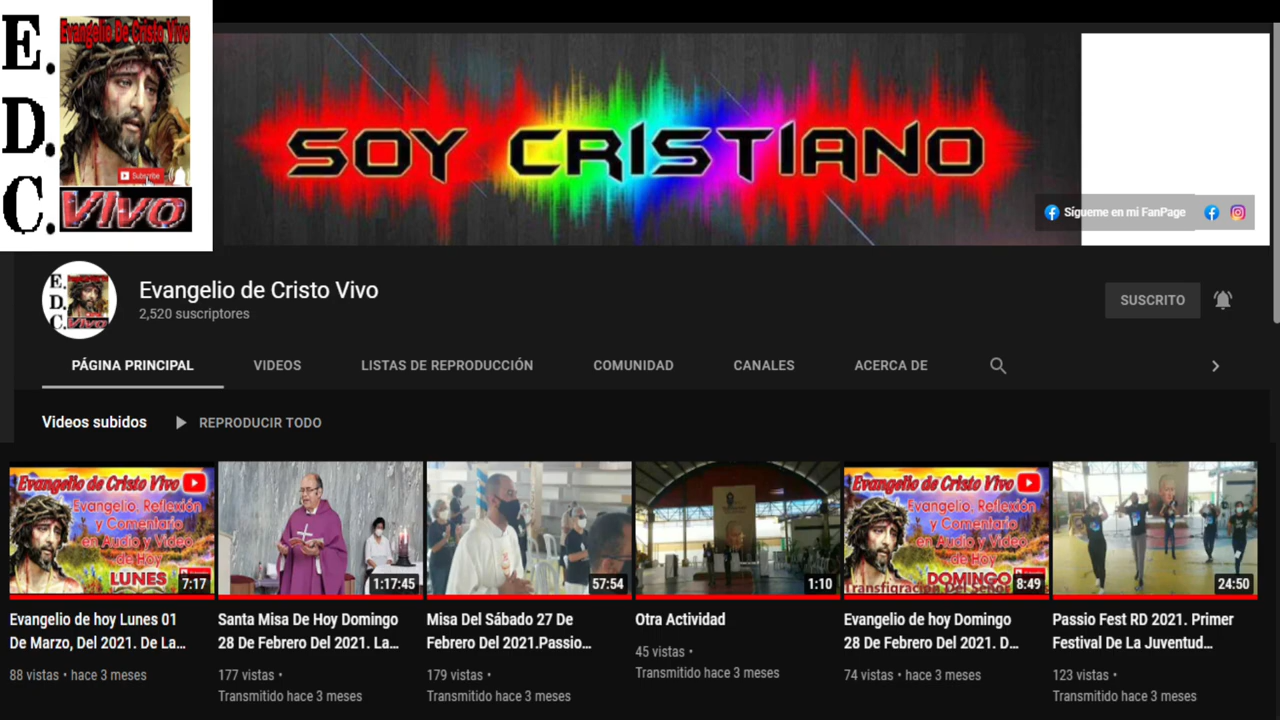 E.
D.
C.
Evangelio De Cristo Vivo
Subscribe
Vivo
SOY CRISTIANO
Sígueme en mi FanPage
E.
D.
C.
Vivo
Evangelio de Cristo Vivo
2,520 suscriptores
SUSCRITO
PÁGINA PRINCIPAL VIDEOS LISTAS DE REPRODUCCIÓN COMUNIDAD CANALES ACERCA DE
Videos subidos REPRODUCIR TODO
Evangelio de Cristo Vivo
Evangelio, Reflexión
y Comentario
en Audio y Video
de Hoy
LUNES
7:17
1:17:45
57:54
1:10
Evangelio de Cristo Vivo
Evangelio, Reflexión
y Comentario
en Audio y Video
de Hoy
DOMINGO
Transfigración Del Señor
8:49
24:50
Evangelio de hoy Lunes 01
De Marzo, Del 2021. De La...
88 vistas • hace 3 meses
Santa Misa De Hoy Domingo
28 De Febrero Del 2021. La...
177 vistas •
Transmitido hace 3 meses
Misa Del Sábado 27 De
Febrero Del 2021.Passio...
179 vistas •
Transmitido hace 3 meses
Otra Actividad
45 vistas •
Transmitido hace 3 meses
Evangelio de hoy Domingo
28 De Febrero Del 2021. D...
74 vistas • hace 3 meses
Passio Fest RD 2021. Primer
Festival De La Juventud...
123 vistas •
Transmitido hace 3 meses